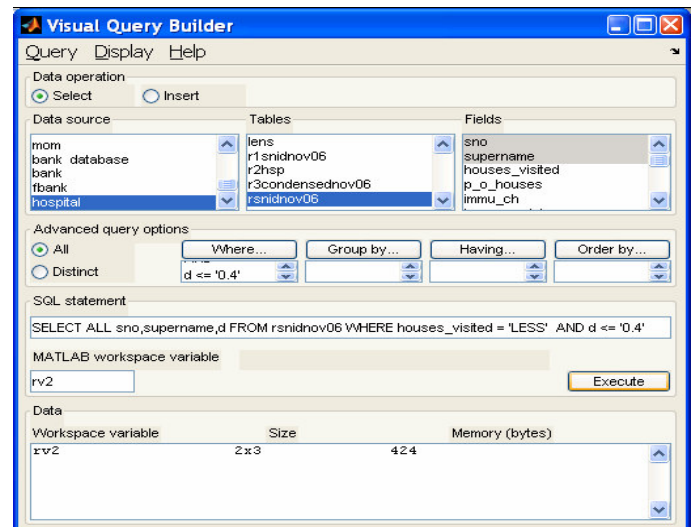 Visual Query Builder
Query Display Help
Data operation
Select Insert
Data source Tables Fields
mom
bank database
bank
fbank
hospital
lens
r1snidnov06
r2hsp
r3condensednov06
rsnidnov06
sno
supername
houses_visited
p_o_houses
immu_ch
Advanced query options
All Where... Group by... Having... Order by...
Distinct d <= '0.4'
SQL statement
SELECT ALL sno,supername,d FROM rsnidnov06 WHERE houses_visited = 'LESS' AND d <= '0.4'
MATLAB workspace variable
rv2 Execute
Data
Workspace variable Size Memory (bytes)
rv2 2x3 424